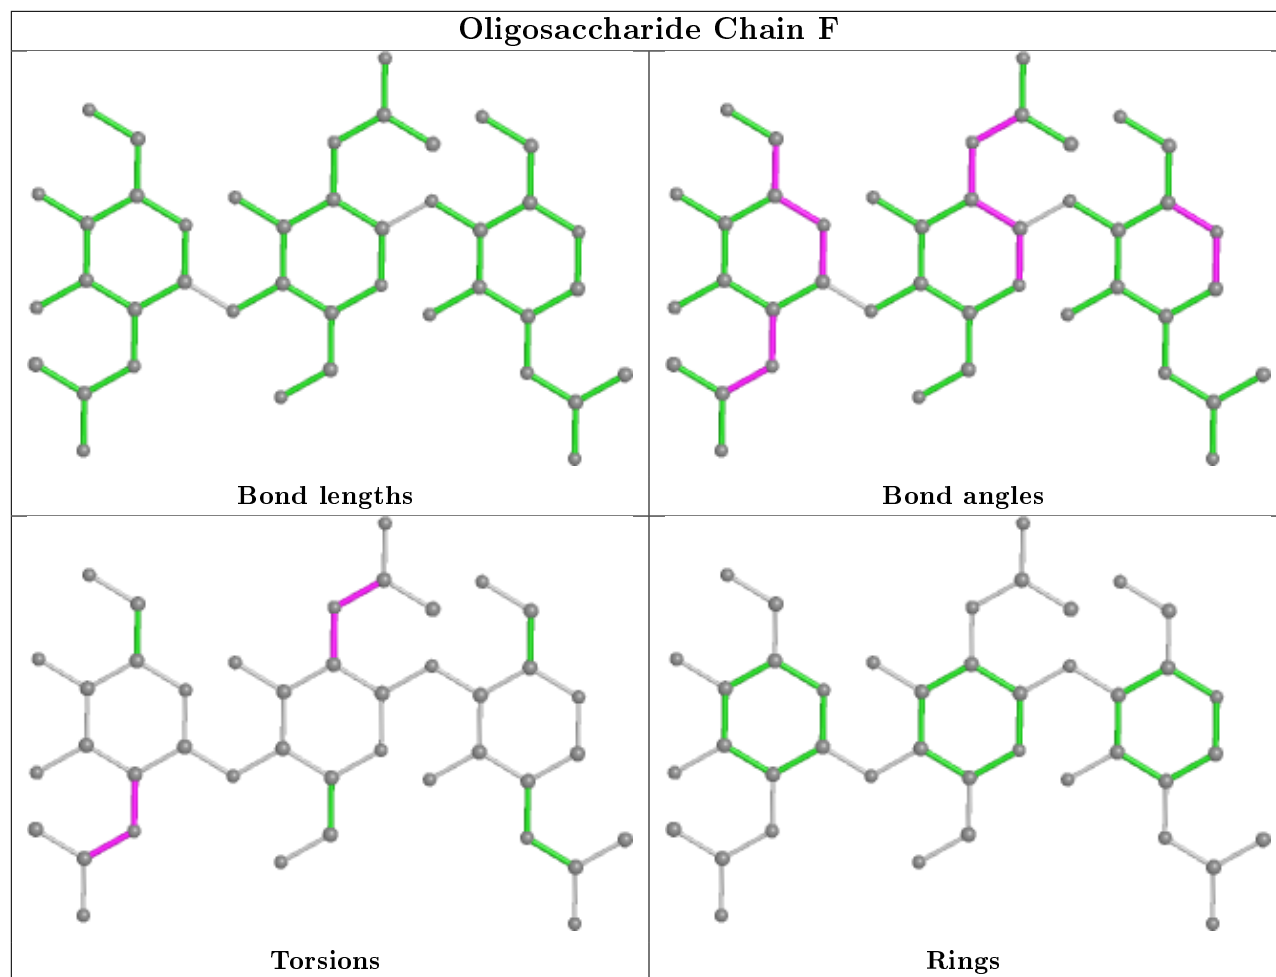 Oligosaccharide Chain F
Bond lengths
Bond angles
Torsions
Rings